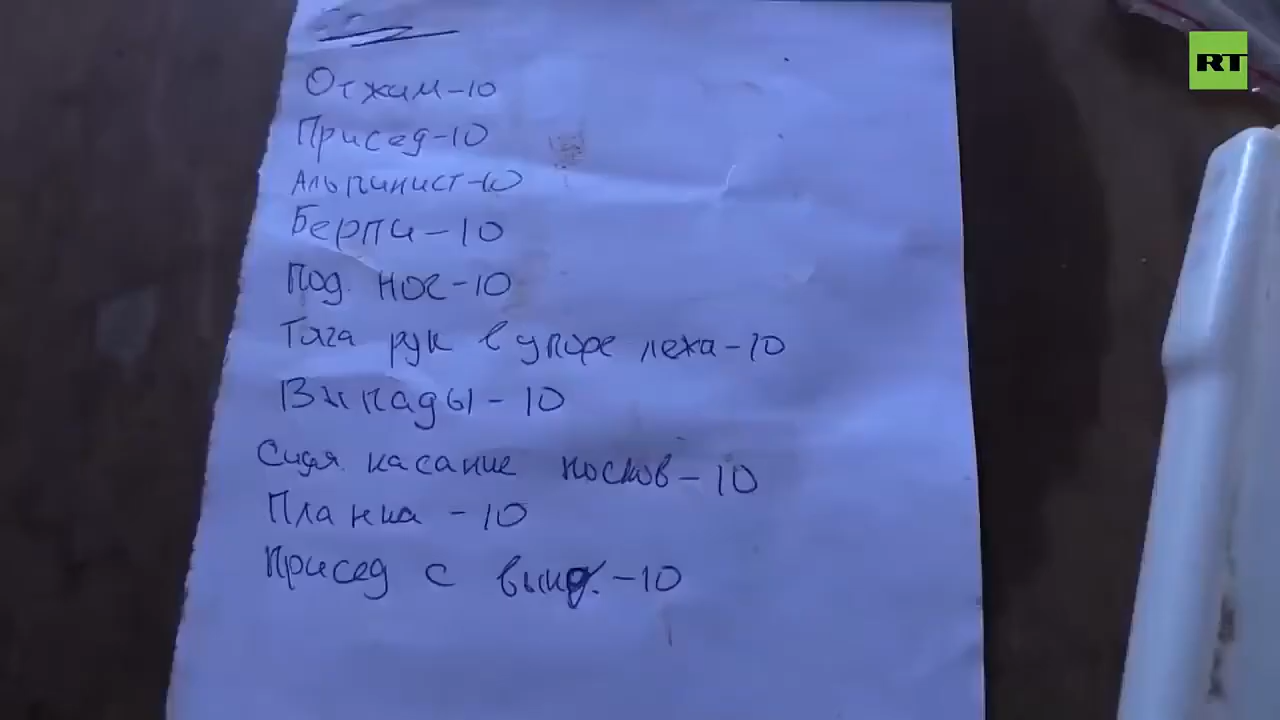 RT
Отжим-10
Присед-10
Альпинист-10
Берпи-10
Под. ног-10
Тяга рук в упоре лежа-10
Выпады-10
Сидя касание носков-10
Планка-10
Присед с -10